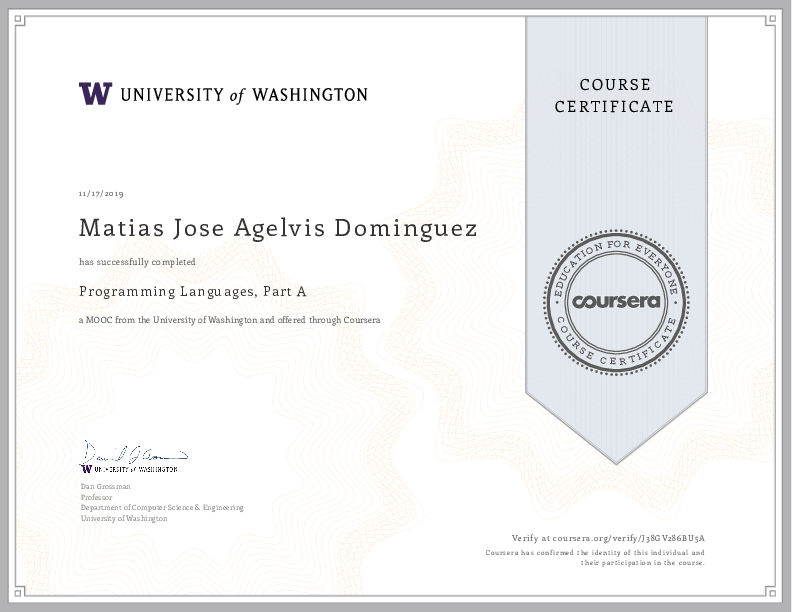 W UNIVERSITY of WASHINGTON
COURSE
CERTIFICATE
11/17/2019
Matias Jose Agelvis Dominguez
has successfully completed
Programming Languages, Part A
a MOOC from the University of Washington and offered through Coursera
EDUCATION FOR EVERYONE
coursera
COURSE CERTIFICATE
W UNIVERSITY of WASHINGTON
Dan Grossman
Professor
Department of Computer Science & Engineering
University of Washington
Verify at coursera.org/verify/J38GV286BU5A
Coursera has confirmed the identity of this individual and
their participation in the course.